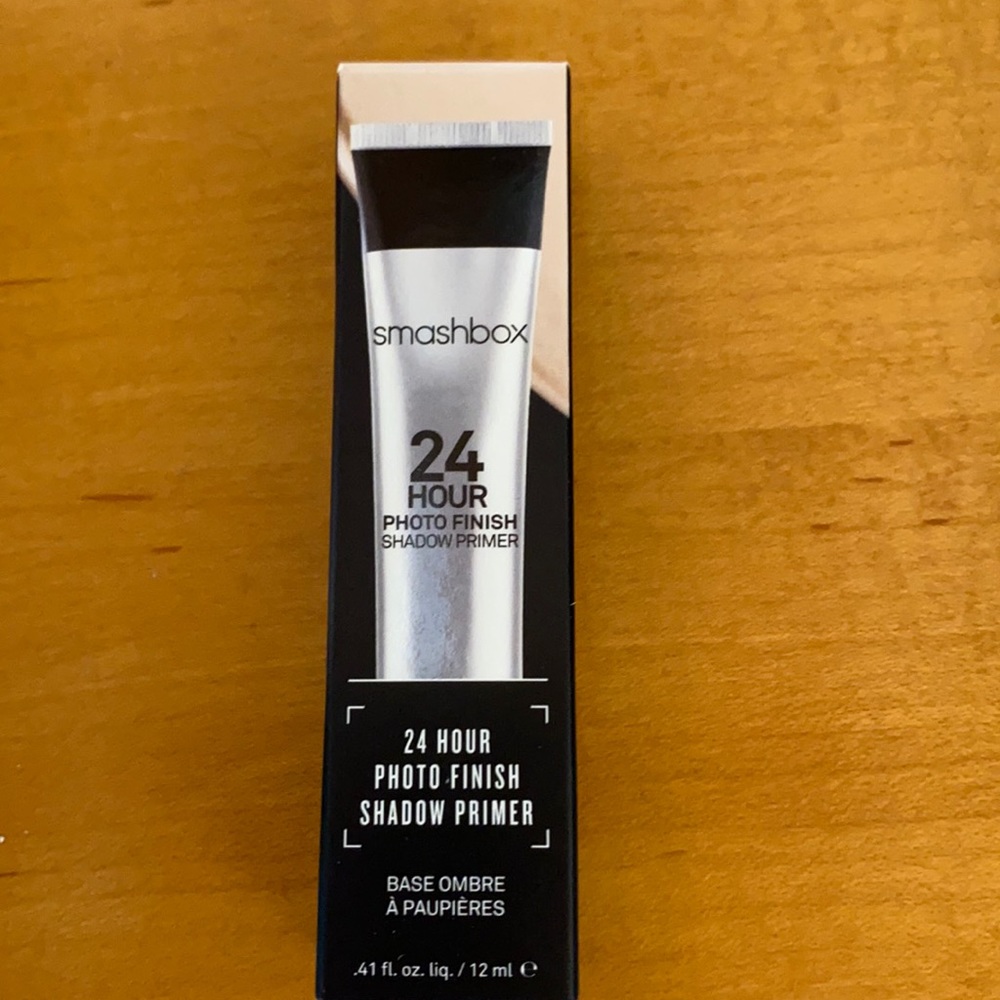 smashbox
24
HOUR
PHOTO FINISH
SHADOW PRIMER
24 HOUR
PHOTO FINISH
SHADOW PRIMER
BASE OMBRE
À PAUPIÈRES
.41 fl. oz. liq. / 12 ml ℮